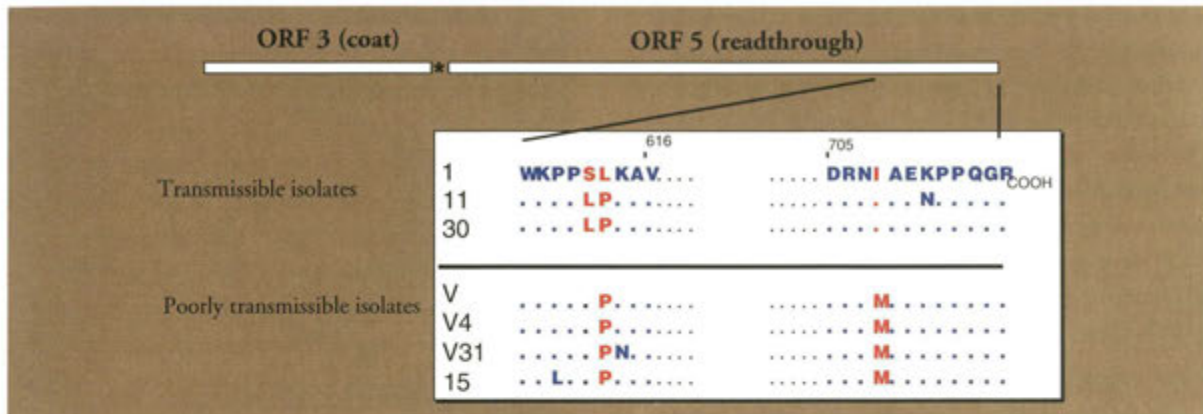 ORF 3 (coat) * ORF 5 (readthrough)
616 705
Transmissible isolates
1 WKPPSLKAV.... .....DRNI AEKPPQGR COOH
11 ....LP....... ............N....
30 ....LP....... .................
Poorly transmissible isolates
V .....P...:... ........M.......
V4 .....P....... ........M.......
V31 .....PN...... ........M.......
15 ..L..P....... ........M.......